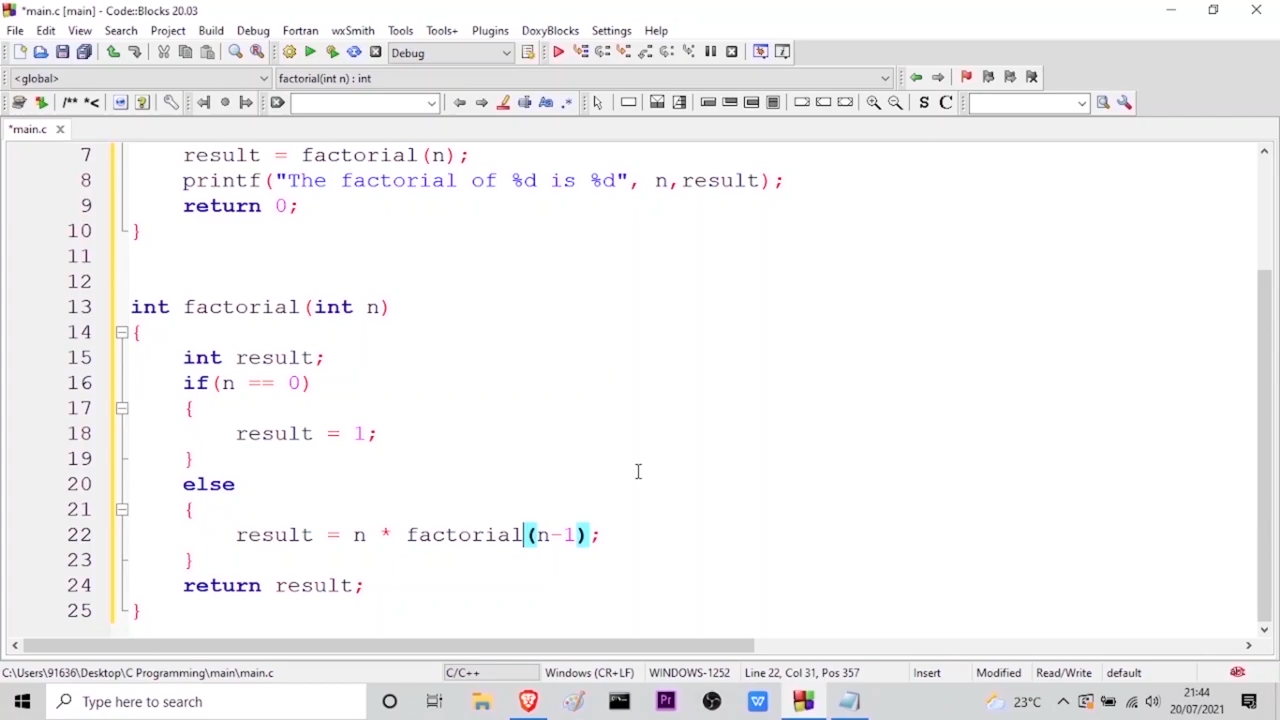 *main.c [main] - Code::Blocks 20.03
File Edit View Search Project Build Debug Fortran wxSmith Tools Tools+ Plugins DoxyBlocks Settings Help
Debug
<global> factorial(int n) : int
/** *< S C
*main.c
7 result = factorial(n);
8 printf("The factorial of %d is %d", n,result);
9 return 0;
10 }
11
12
13 int factorial(int n)
14 {
15 int result;
16 if(n == 0)
17 {
18 result = 1;
19 }
20 else
21 {
22 result = n * factorial(n-1);
23 }
24 return result;
25 }
C:\Users\91636\Desktop\C Programming\main\main.c C/C++ Windows (CR+LF) WINDOWS-1252 Line 22, Col 31, Pos 357 Insert Modified Read/Write default
Type here to search Pr W 23°C 21:44
20/07/2021